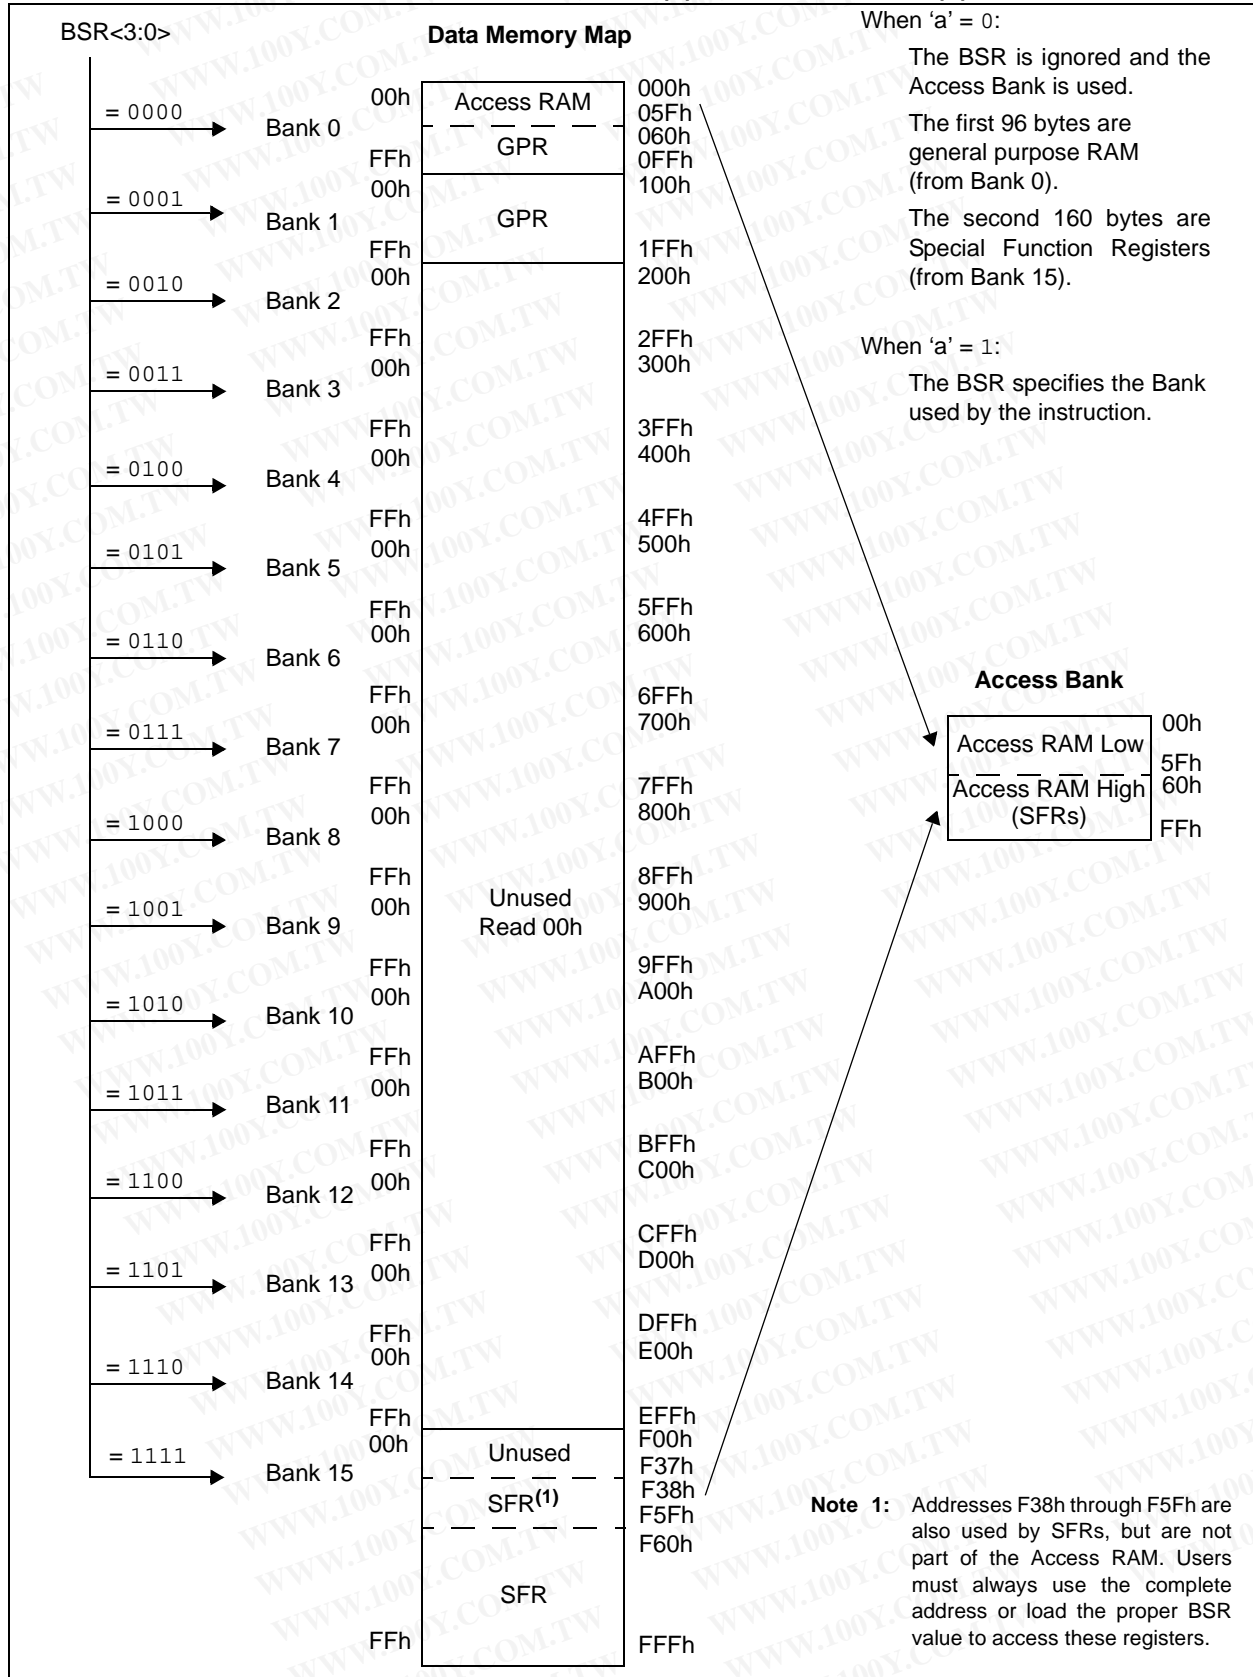 BSR<3:0>
Data Memory Map
When ‘a’ = 0:
The BSR is ignored and the
Access Bank is used.
The first 96 bytes are
general purpose RAM
(from Bank 0).
The second 160 bytes are
Special Function Registers
(from Bank 15).
When ‘a’ = 1:
The BSR specifies the Bank
used by the instruction.
= 0000
Bank 0
00h
FFh
Access RAM
GPR
000h
05Fh
060h
0FFh
= 0001
Bank 1
00h
FFh
GPR
100h
1FFh
= 0010
Bank 2
00h
FFh
200h
2FFh
= 0011
Bank 3
00h
FFh
300h
3FFh
= 0100
Bank 4
00h
FFh
400h
4FFh
= 0101
Bank 5
00h
FFh
500h
5FFh
= 0110
Bank 6
00h
FFh
600h
6FFh
= 0111
Bank 7
00h
FFh
700h
7FFh
= 1000
Bank 8
00h
FFh
800h
8FFh
= 1001
Bank 9
00h
FFh
Unused
Read 00h
900h
9FFh
= 1010
Bank 10
00h
FFh
A00h
AFFh
= 1011
Bank 11
00h
FFh
B00h
BFFh
= 1100
Bank 12
00h
FFh
C00h
CFFh
= 1101
Bank 13
00h
FFh
D00h
DFFh
= 1110
Bank 14
00h
FFh
E00h
EFFh
= 1111
Bank 15
00h
FFh
Unused
SFR(1)
SFR
F00h
F37h
F38h
F5Fh
F60h
FFFh
Access Bank
Access RAM Low
Access RAM High
(SFRs)
00h
5Fh
60h
FFh
Note 1: Addresses F38h through F5Fh are
also used by SFRs, but are not
part of the Access RAM. Users
must always use the complete
address or load the proper BSR
value to access these registers.
WWW.100Y.COM.TW